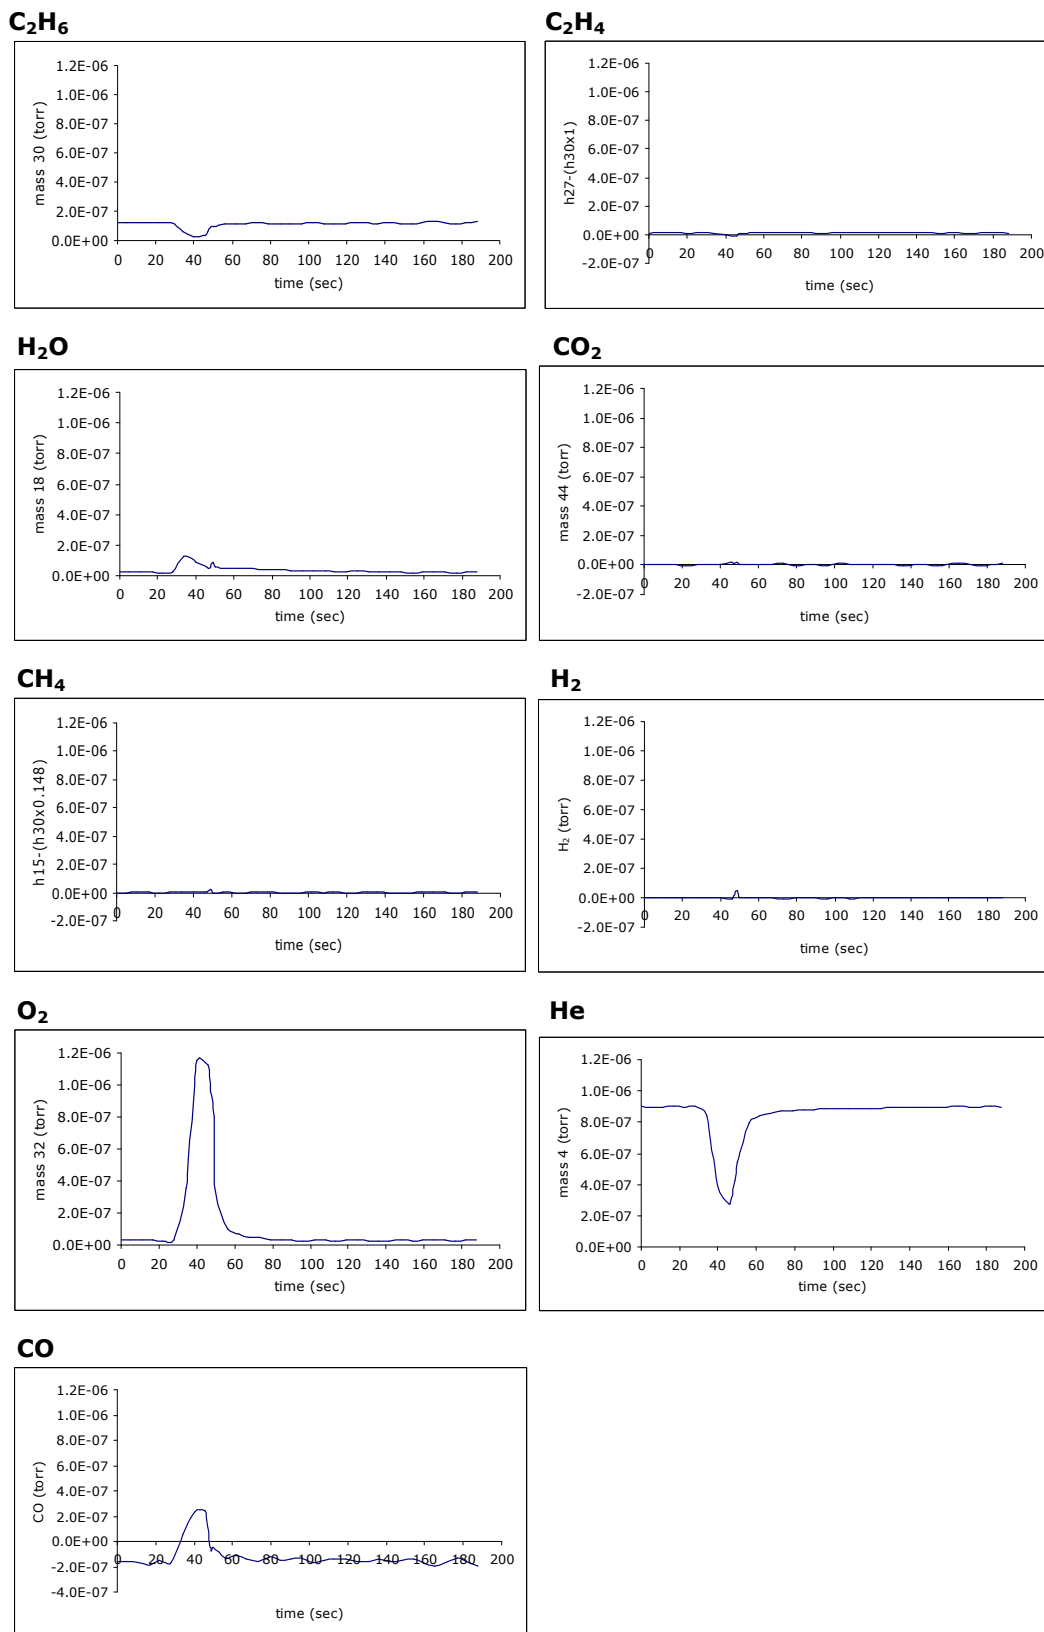 C₂H₆
1.2E-06
1.0E-06
8.0E-07
6.0E-07
4.0E-07
2.0E-07
0.0E+00
mass 30 (torr)
0 20 40 60 80 100 120 140 160 180 200
time (sec)
C₂H₄
1.2E-06
1.0E-06
8.0E-07
6.0E-07
4.0E-07
2.0E-07
0.0E+00
-2.0E-07
h27-(h30x1)
0 20 40 60 80 100 120 140 160 180 200
time (sec)
H₂O
1.2E-06
1.0E-06
8.0E-07
6.0E-07
4.0E-07
2.0E-07
0.0E+00
mass 18 (torr)
0 20 40 60 80 100 120 140 160 180 200
time (sec)
CO₂
1.2E-06
1.0E-06
8.0E-07
6.0E-07
4.0E-07
2.0E-07
0.0E+00
-2.0E-07
mass 44 (torr)
0 20 40 60 80 100 120 140 160 180 200
time (sec)
CH₄
1.2E-06
1.0E-06
8.0E-07
6.0E-07
4.0E-07
2.0E-07
0.0E+00
-2.0E-07
h15-(h30x0.148)
0 20 40 60 80 100 120 140 160 180 200
time (sec)
H₂
1.2E-06
1.0E-06
8.0E-07
6.0E-07
4.0E-07
2.0E-07
0.0E+00
-2.0E-07
H₂ (torr)
0 20 40 60 80 100 120 140 160 180 200
time (sec)
O₂
1.2E-06
1.0E-06
8.0E-07
6.0E-07
4.0E-07
2.0E-07
0.0E+00
mass 32 (torr)
0 20 40 60 80 100 120 140 160 180 200
time (sec)
He
1.2E-06
1.0E-06
8.0E-07
6.0E-07
4.0E-07
2.0E-07
0.0E+00
mass 4 (torr)
0 20 40 60 80 100 120 140 160 180 200
time (sec)
CO
1.2E-06
1.0E-06
8.0E-07
6.0E-07
4.0E-07
2.0E-07
0.0E+00
-2.0E-07
-4.0E-07
CO (torr)
0 20 40 60 80 100 120 140 160 180 200
time (sec)